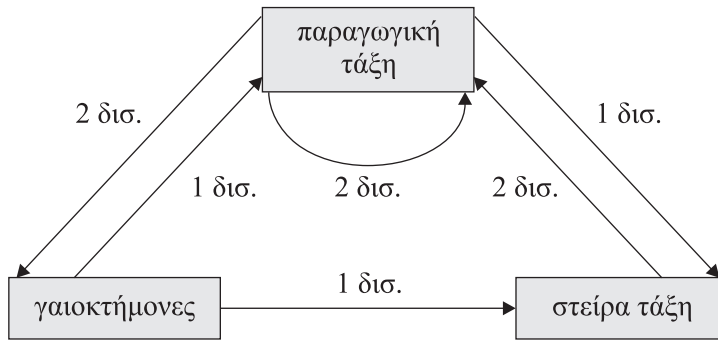 παραγωγική
τάξη
2 δισ.
1 δισ.
1 δισ.
2 δισ.
2 δισ.
1 δισ.
γαιοκτήμονες
στείρα τάξη